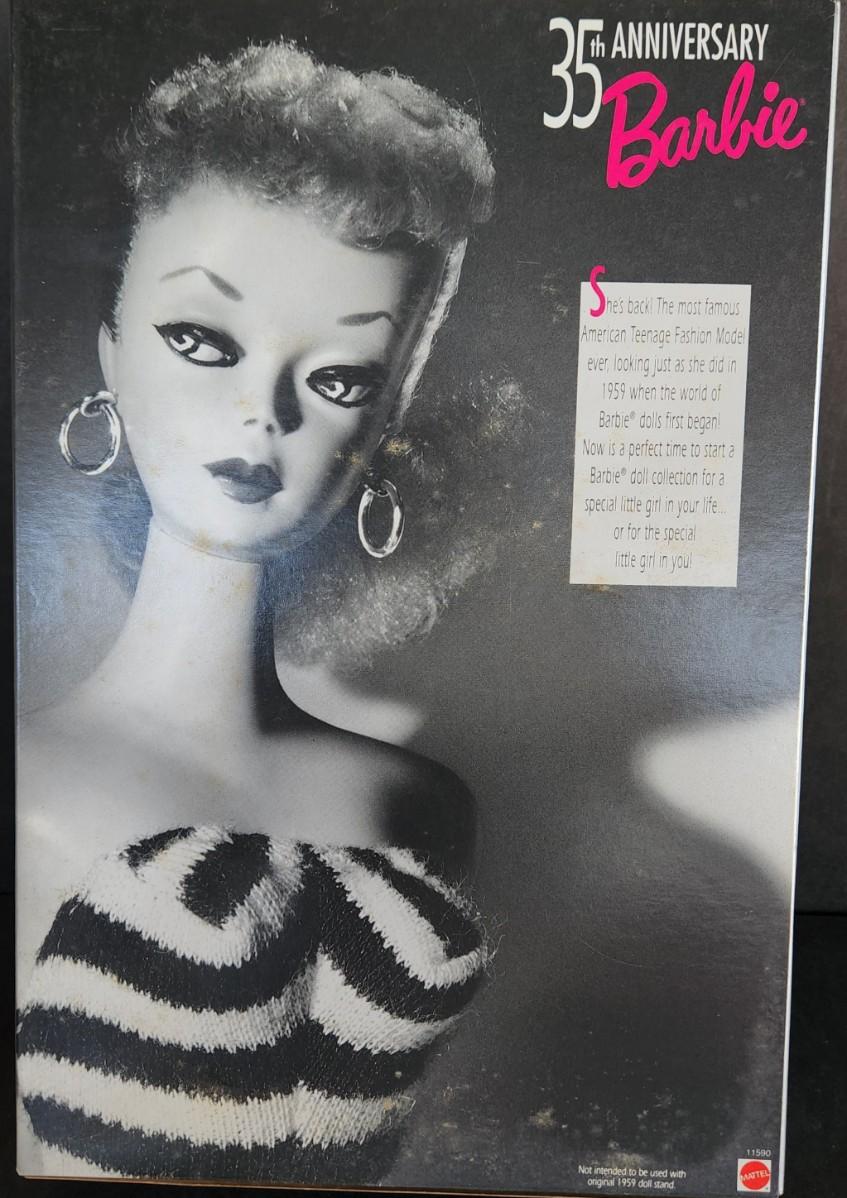 35th ANNIVERSARY
Barbie®
She's back! The most famous
American Teenage Fashion Model
ever, looking just as she did in
1959 when the world of
Barbie® dolls first began!
Now is a perfect time to start a
Barbie® doll collection for a
special little girl in your life...
or for the special
little girl in you!
11590
Not intended to be used with
original 1959 doll stand.
MATTEL